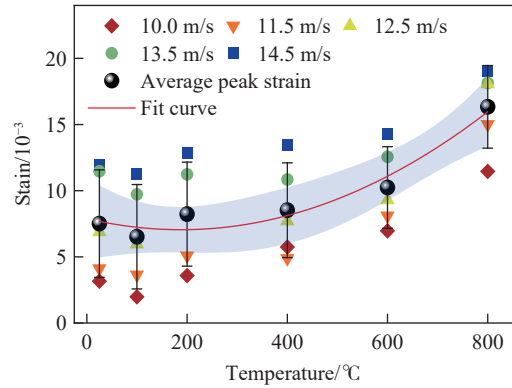 10.0 m/s 11.5 m/s 12.5 m/s
13.5 m/s 14.5 m/s
Average peak strain
Fit curve
20
15
10
5
0
Stain/10⁻³
0 200 400 600 800
Temperature/℃